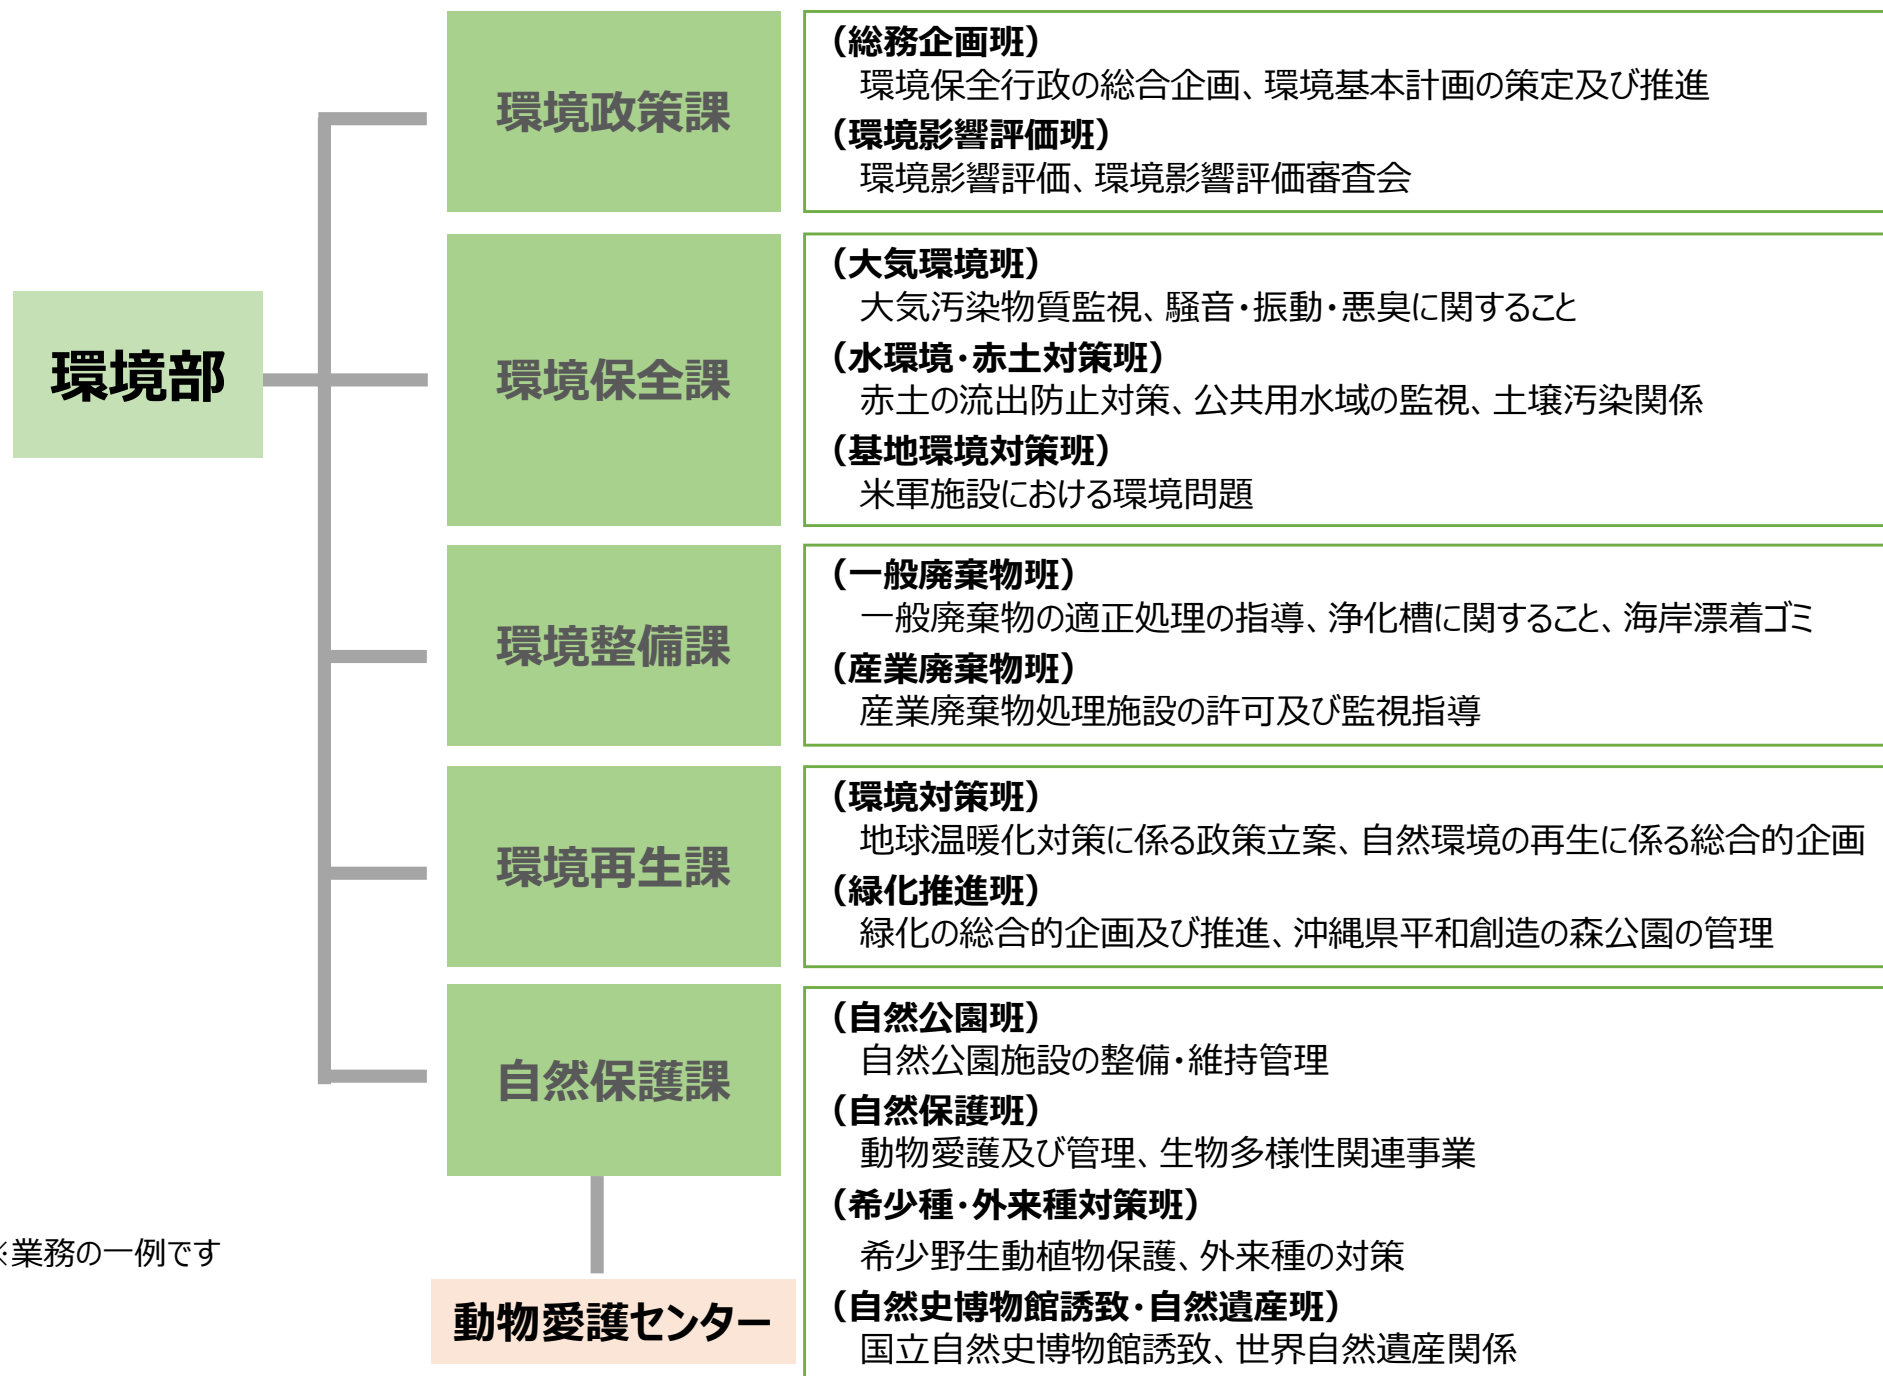 環境部
環境政策課
（総務企画班）
環境保全行政の総合企画、環境基本計画の策定及び推進
（環境影響評価班）
環境影響評価、環境影響評価審査会
環境保全課
（大気環境班）
大気汚染物質監視、騒音・振動・悪臭に関すること
（水環境・赤土対策班）
赤土の流出防止対策、公共用水域の監視、土壌汚染関係
（基地環境対策班）
米軍施設における環境問題
環境整備課
（一般廃棄物班）
一般廃棄物の適正処理の指導、浄化槽に関すること、海岸漂着ゴミ
（産業廃棄物班）
産業廃棄物処理施設の許可及び監視指導
環境再生課
（環境対策班）
地球温暖化対策に係る政策立案、自然環境の再生に係る総合的企画
（緑化推進班）
緑化の総合的企画及び推進、沖縄県平和創造の森公園の管理
自然保護課
（自然公園班）
自然公園施設の整備・維持管理
（自然保護班）
動物愛護及び管理、生物多様性関連事業
（希少種・外来種対策班）
希少野生動植物保護、外来種の対策
（自然史博物館誘致・自然遺産班）
国立自然史博物館誘致、世界自然遺産関係
動物愛護センター
※業務の一例です